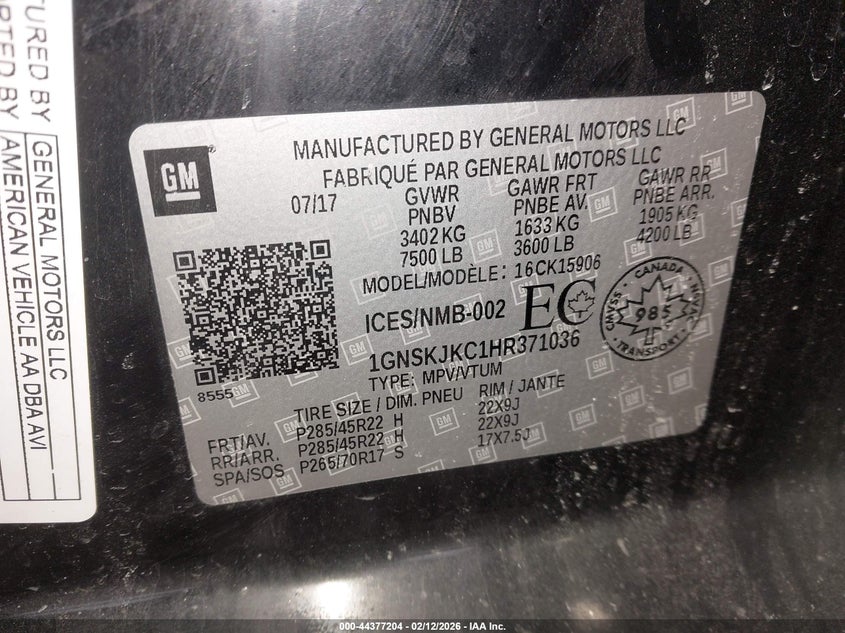 TURED BY
RTED BY
GENERAL MOTORS LLC
AMERICAN VEHICLE AA DBA AVI
GM
MANUFACTURED BY GENERAL MOTORS LLC
FABRIQUÉ PAR GENERAL MOTORS LLC
07/17
GVWR GAWR FRT GAWR RR
PNBV PNBE AV. PNBE ARR.
3402 KG 1633 KG 1905 KG
7500 LB 3600 LB 4200 LB
MODEL/MODÈLE: 16CK15906
ICES/NMB-002 EC
CANADA
CMVSS 985 NSVAC
TRANSPORT
1GNSKJKC1HR371036
TYPE: MPV/VTUM
8555
TIRE SIZE / DIM. PNEU RIM / JANTE
FRT/AV. P285/45R22 H 22X9J
RR/ARR. P285/45R22 H 22X9J
SPA/SOS P265/70R17 S 17X7.5J
000-44377204 - 02/12/2026 - IAA Inc.